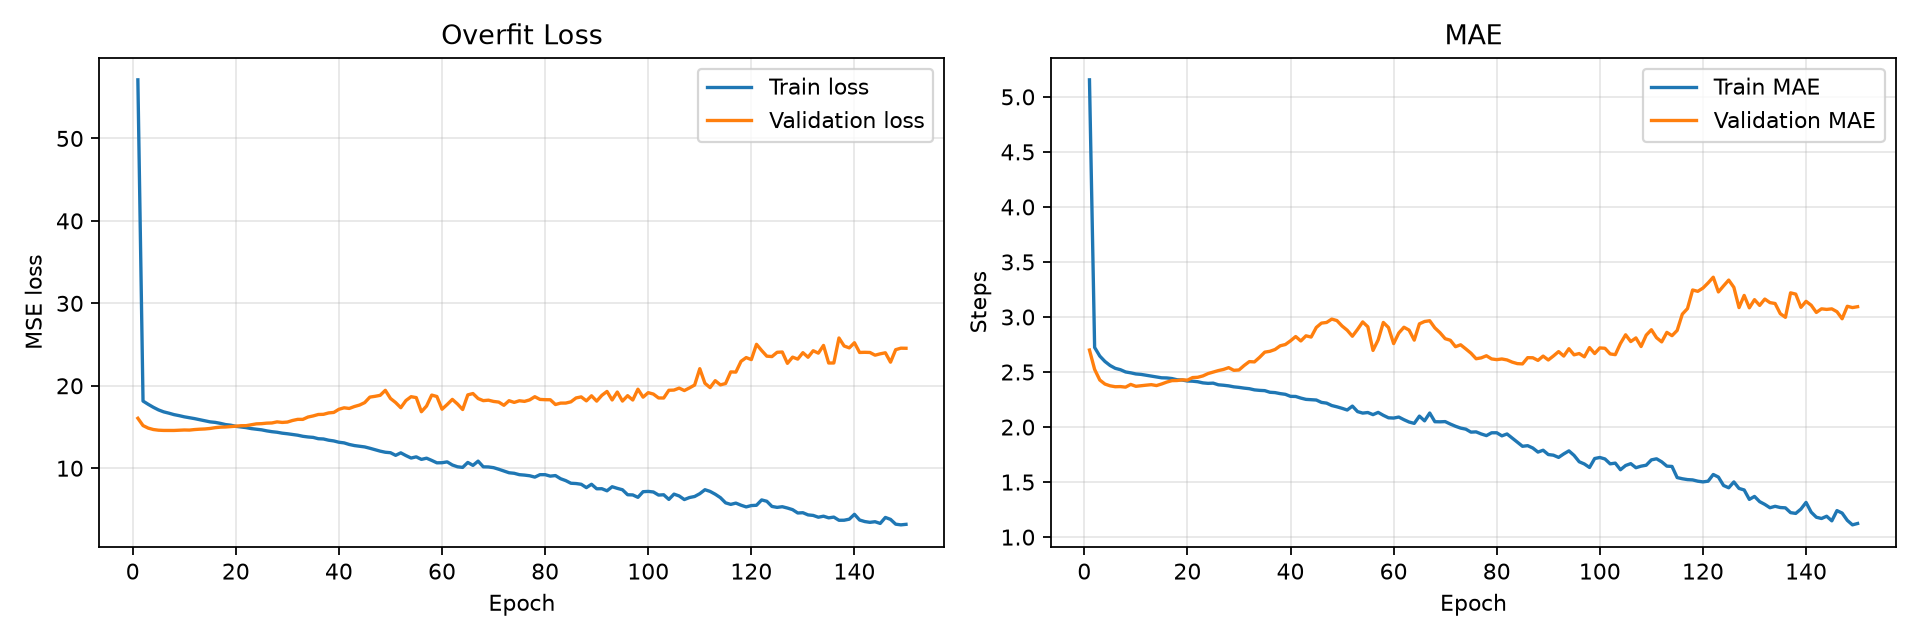 Overfit Loss
Train loss
Validation loss
50
40
30
20
10
MSE loss
0 20 40 60 80 100 120 140
Epoch
MAE
Train MAE
Validation MAE
5.0
4.5
4.0
3.5
3.0
2.5
2.0
1.5
1.0
Steps
0 20 40 60 80 100 120 140
Epoch